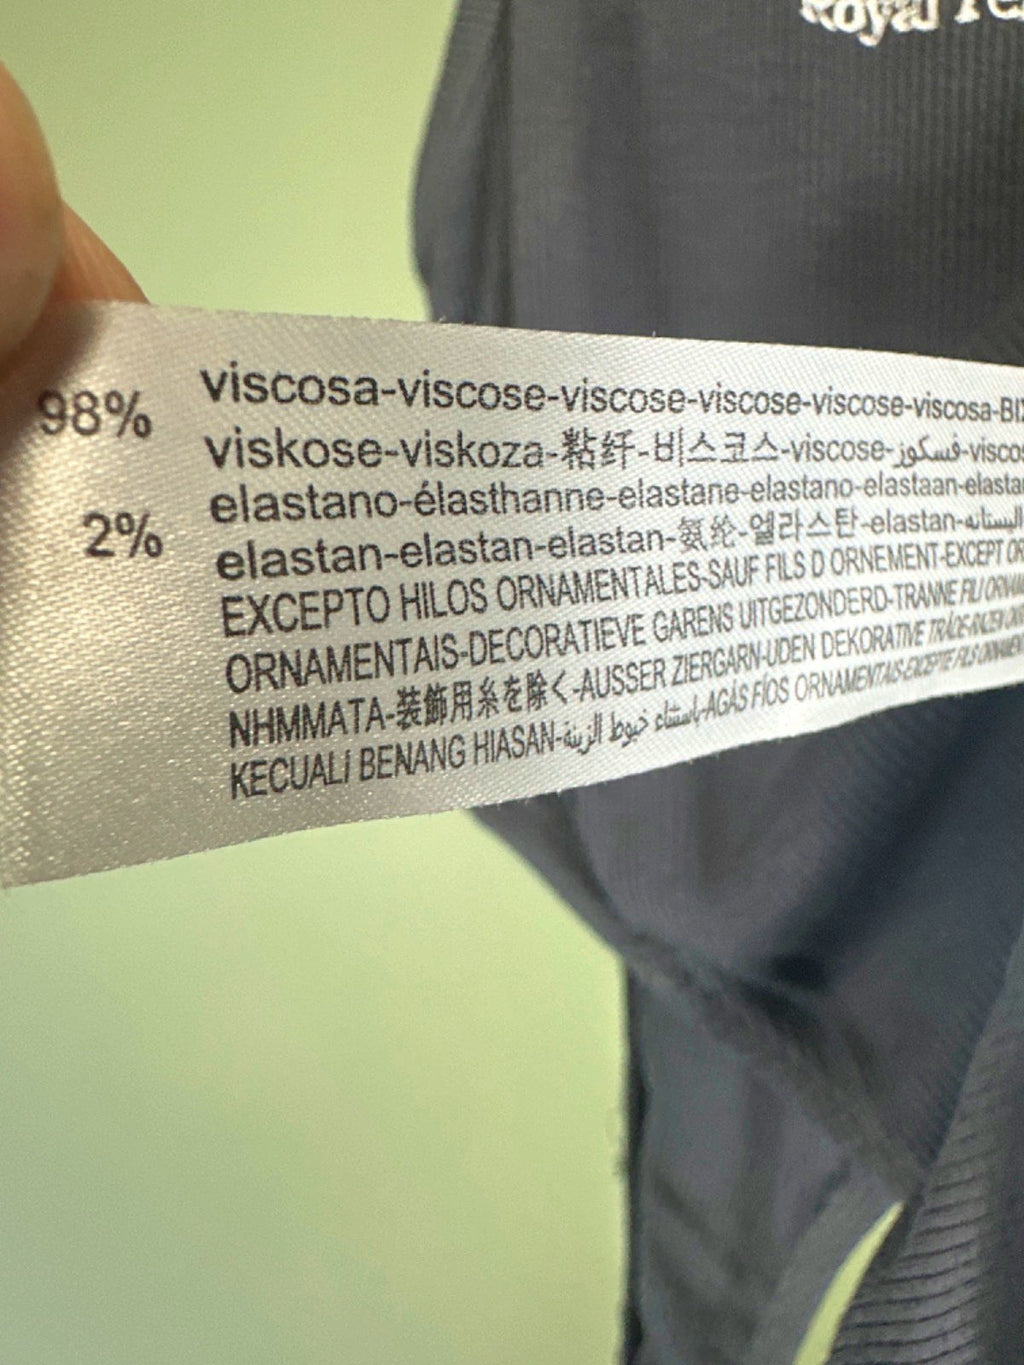 Royal
98% viscosa-viscose-viscose-viscose-viscose-viscosa-
viskose-viskoza-粘纤-비스코스-viscose-فسكوز-
2% elastano-élasthanne-elastane-elastano-elastaan-
elastan-elastan-elastan-氨纶-엘라스탄-elastan-
EXCEPTO HILOS ORNAMENTALES-SAUF FILS D ORNEMENT-EXCEPT
ORNAMENTAIS-DECORATIEVE GARENS UITGEZONDERD-TRANNE FILI
NHMMATA-装飾用糸を除く-AUSSER ZIERGARN-UDEN DEKORATIVE
KECUALİ BENANG HIASAN-باستثناء خيوط الزينة-AGÁS FÍOS ORNAMENTAIS-EXCEPTE FILS